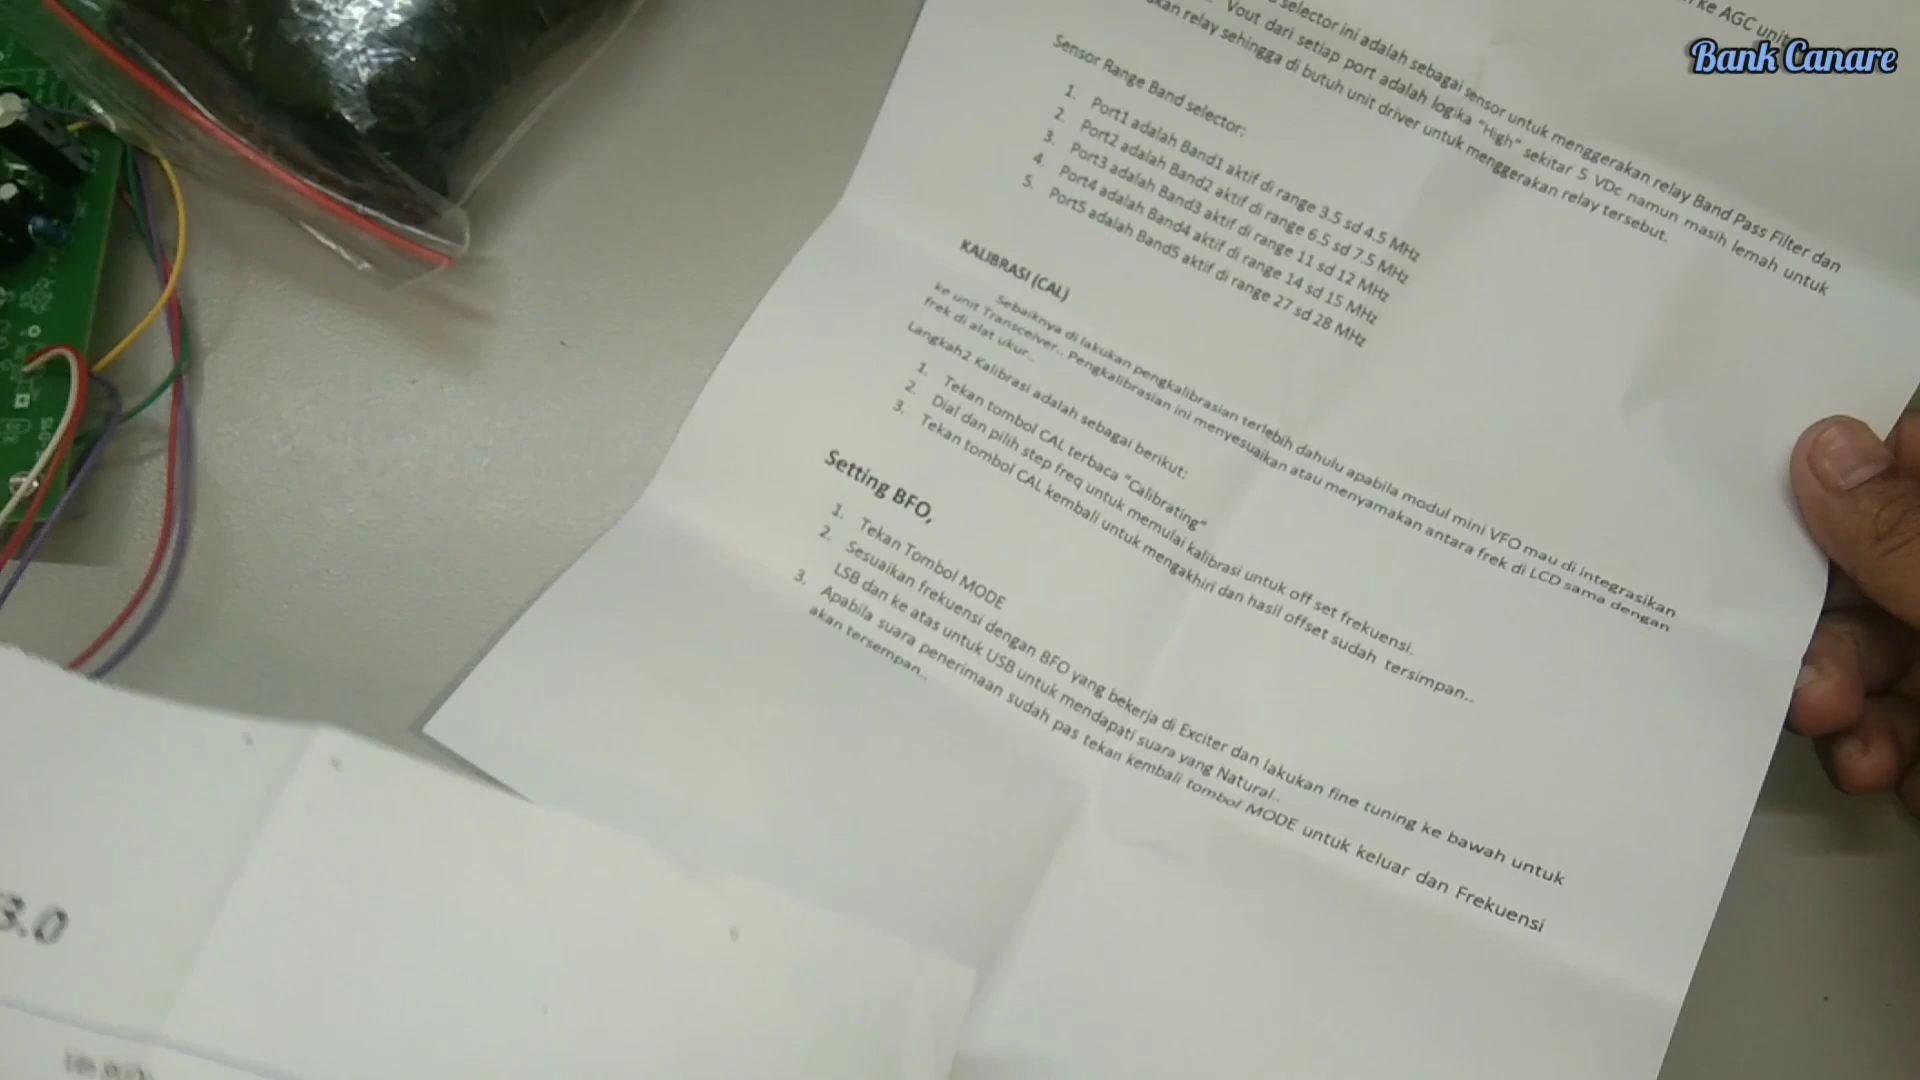 ke AGC unit
Bank Canare
selector ini adalah sebagai sensor untuk menggerakan relay Band Pass Filter dan
Vout dari setiap port adalah logika "High" sekitar 5 VDc namun masih lemah untuk
kan relay sehingga di butuh unit driver untuk menggerakan relay tersebut.
Sensor Range Band selector:
1. Port1 adalah Band1 aktif di range 3.5 sd 4.5 MHz
2. Port2 adalah Band2 aktif di range 6.5 sd 7.5 MHz
3. Port3 adalah Band3 aktif di range 11 sd 12 MHz
4. Port4 adalah Band4 aktif di range 14 sd 15 MHz
5. Port5 adalah Band5 aktif di range 27 sd 28 MHz
KALIBRASI (CAL)
Sebaiknya di lakukan pengkalibrasian terlebih dahulu apabila modul mini VFO mau di integrasikan
ke unit Transceiver.. Pengkalibrasian ini menyesuaikan atau menyamakan antara frek di LCD sama dengan
frek di alat ukur..
Langkah2 Kalibrasi adalah sebagai berikut:
1. Tekan tombol CAL terbaca "Calibrating"
2. Dial dan pilih step freq untuk memulai kalibrasi untuk off set frekuensi.
3. Tekan tombol CAL kembali untuk mengakhiri dan hasil offset sudah tersimpan..
Setting BFO,
1. Tekan Tombol MODE
2. Sesuaikan frekuensi dengan BFO yang bekerja di Exciter dan lakukan fine tuning ke bawah untuk
LSB dan ke atas untuk USB untuk mendapati suara yang Natural..
3. Apabila suara penerimaan sudah pas tekan kembali tombol MODE untuk keluar dan Frekuensi
akan tersempan..
3.0